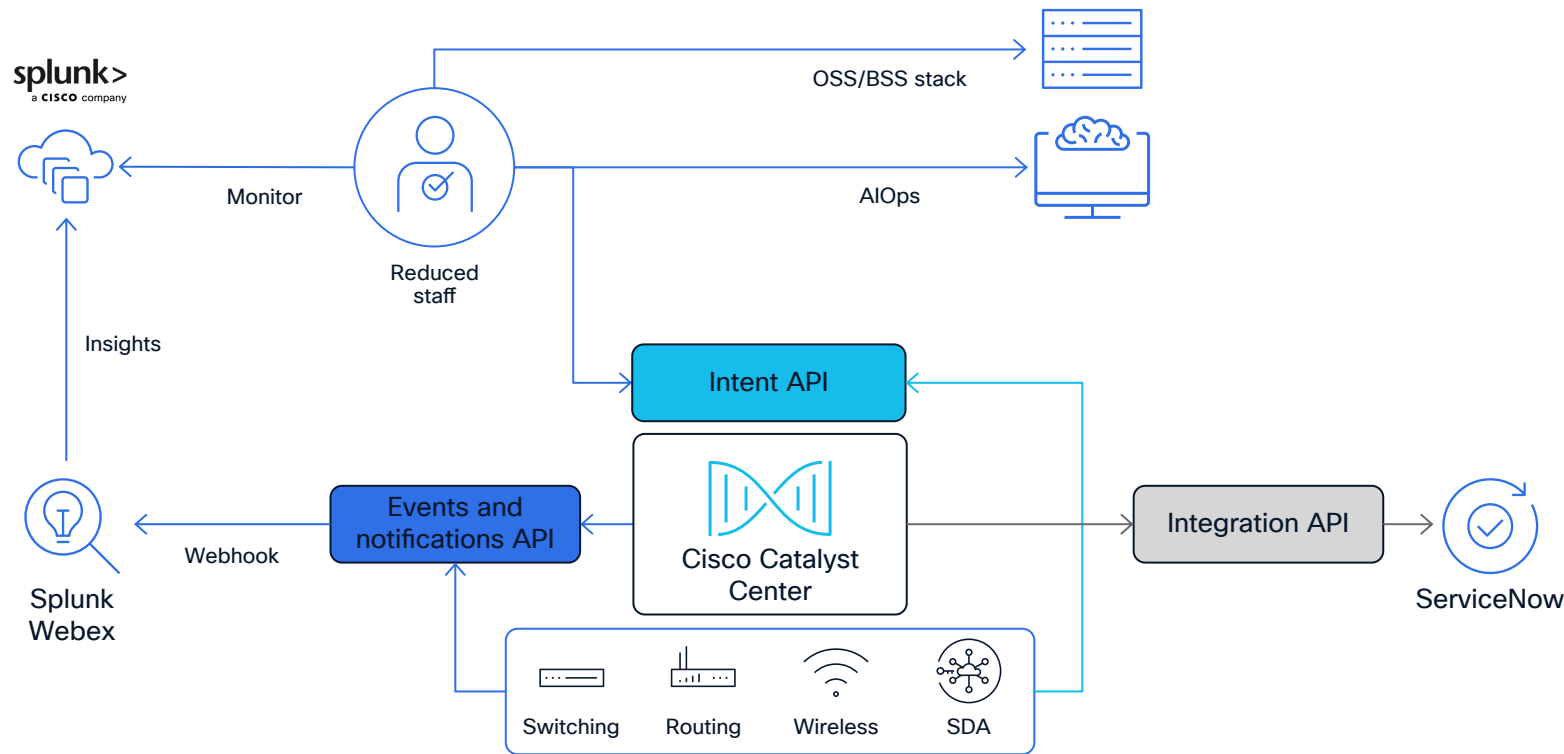 splunk>
a CISCO company
OSS/BSS stack
Monitor
AIOps
Reduced
staff
Insights
Intent API
Events and
notifications API
Webhook
Cisco Catalyst
Center
Integration API
Splunk
Webex
ServiceNow
Switching
Routing
Wireless
SDA